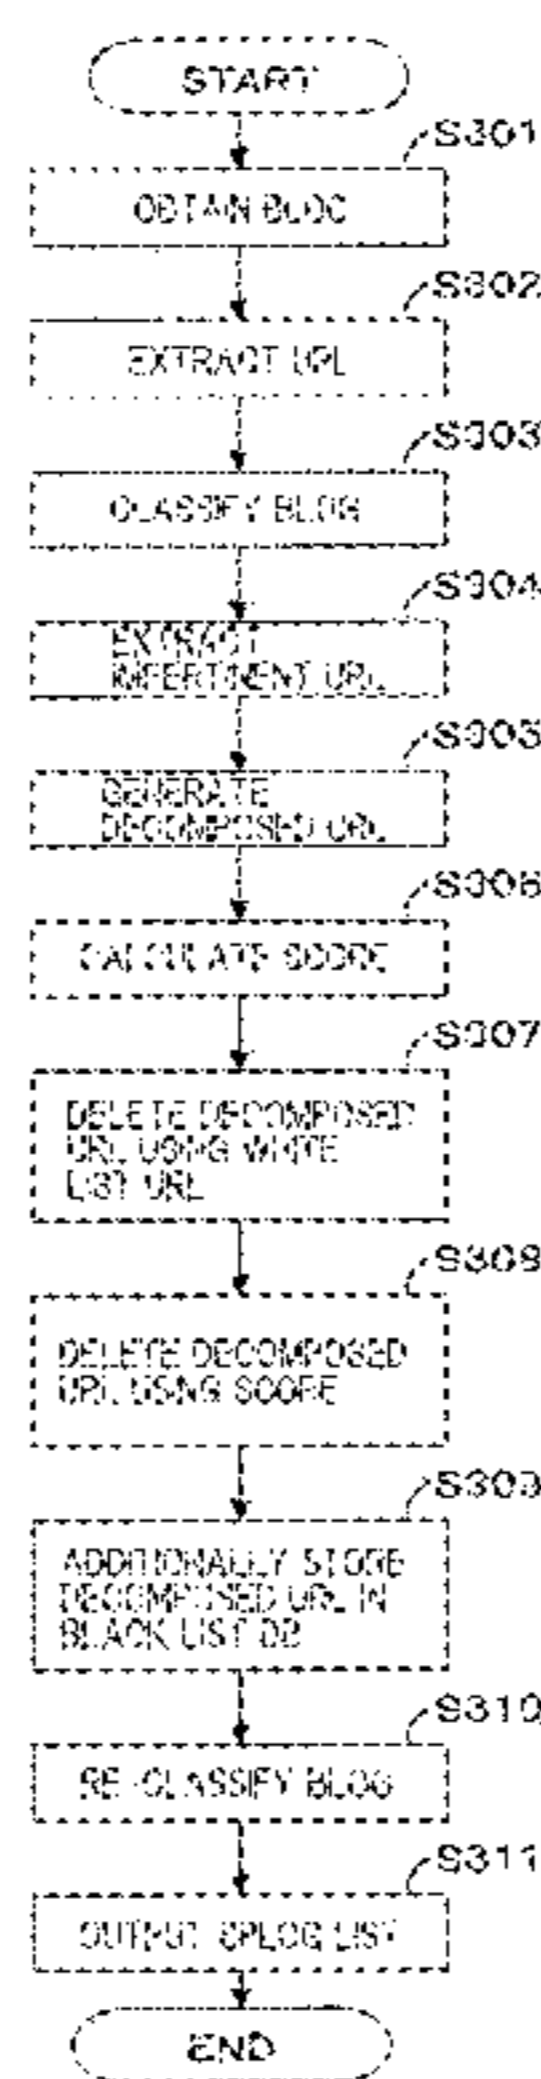 START
S301
OBTAIN BLOG
S302
EXTRACT URL
S303
CLASSIFY BLOG
S304
EXTRACT
IMPERTINENT URL
S305
GENERATE
DECOMPOSED URL
S306
CALCULATE SCORE
S307
DELETE DECOMPOSED
URL USING WHITE
LIST URL
S308
DELETE DECOMPOSED
URL USING SCORE
S309
ADDITIONALLY STORE
DECOMPOSED URL IN
BLACK LIST DB
S310
RE-CLASSIFY BLOG
S311
OUTPUT SPLOG LIST
END